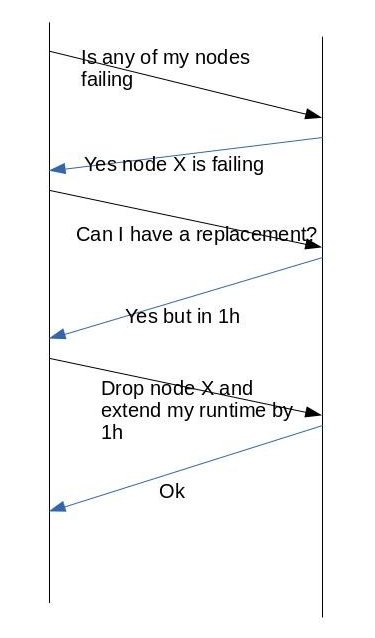 Is any of my nodes
failing
Yes node X is failing
Can I have a replacement?
Yes but in 1h
Drop node X and
extend my runtime by
1h
Ok